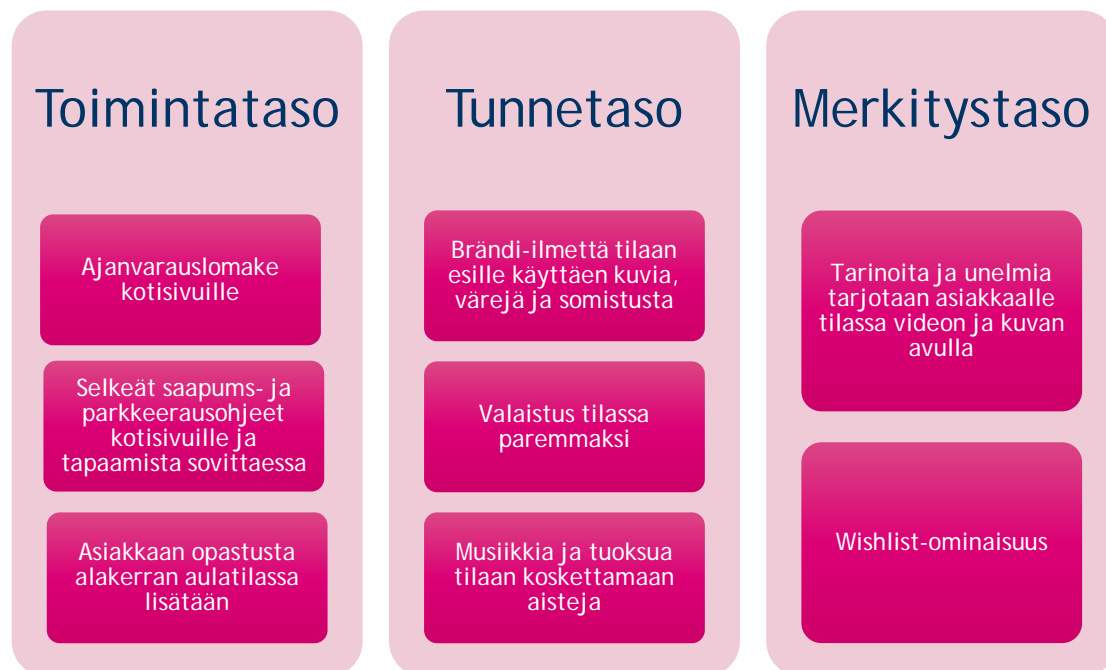 Toimintataso
Ajanvarauslomake
kotisivuille
Selkeät saapums- ja
parkkeerausohjeet
kotisivuille ja
tapaamista sovittaessa
Asiakkaan opastusta
alakerran aulatilassa
lisätään
Tunnetaso
Brändi-ilmettä tilaan
esille käyttäen kuvia,
värejä ja somistusta
Valaistus tilassa
paremmaksi
Musiikkia ja tuoksua
tilaan koskettamaan
aisteja
Merkitystaso
Tarinoita ja unelmia
tarjotaan asiakkaalle
tilassa videon ja kuvan
avulla
Wishlist-ominaisuus